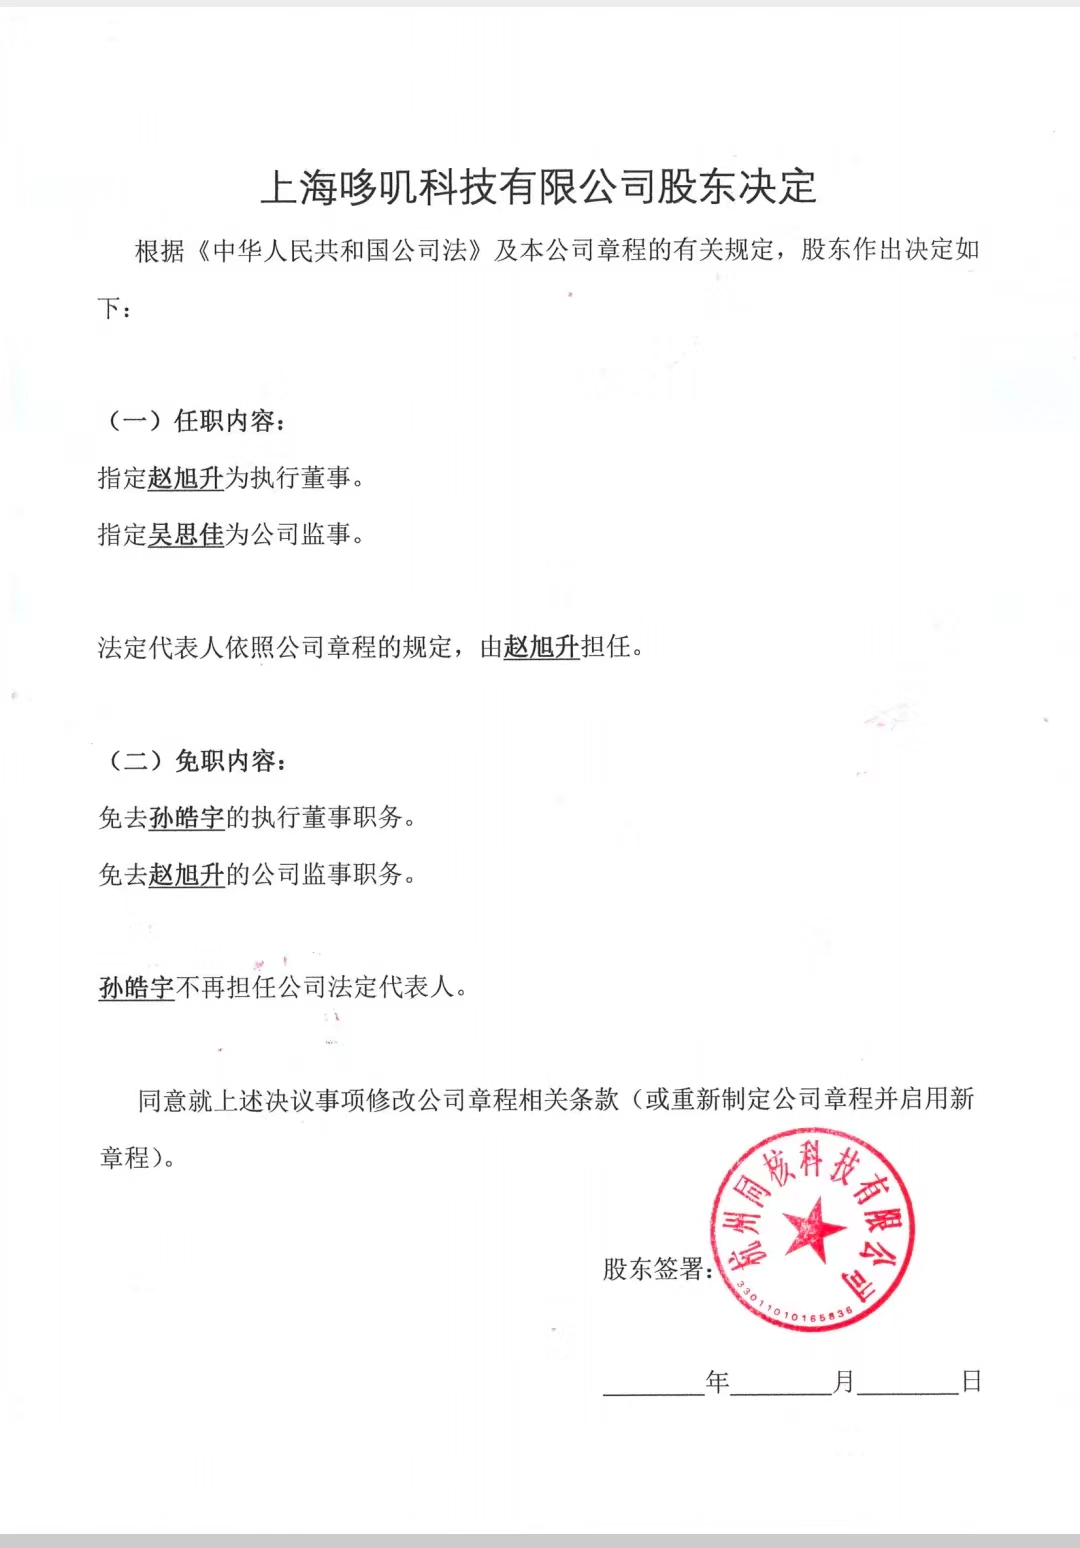 上海哆叽科技有限公司股东决定
根据《中华人民共和国公司法》及本公司章程的有关规定，股东作出决定如
下：
（一）任职内容：
指定赵旭升为执行董事。
指定吴思佳为公司监事。
法定代表人依照公司章程的规定，由赵旭升担任。
（二）免职内容：
免去孙皓宇的执行董事职务。
免去赵旭升的公司监事职务。
孙皓宇不再担任公司法定代表人。
同意就上述决议事项修改公司章程相关条款（或重新制定公司章程并启用新
章程）。
杭州同核科技有限公司
股东签署：
33011010165836
________年________月________日